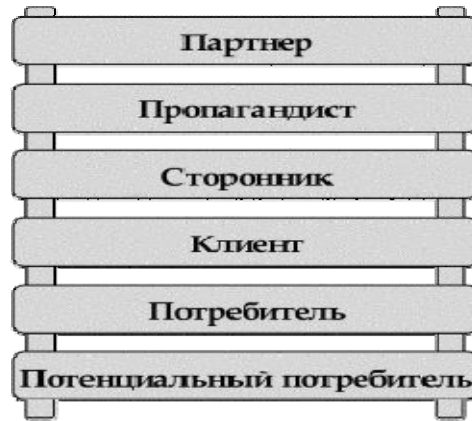 Партнер
Пропагандист
Сторонник
Клиент
Потребитель
Потенциальный потребитель